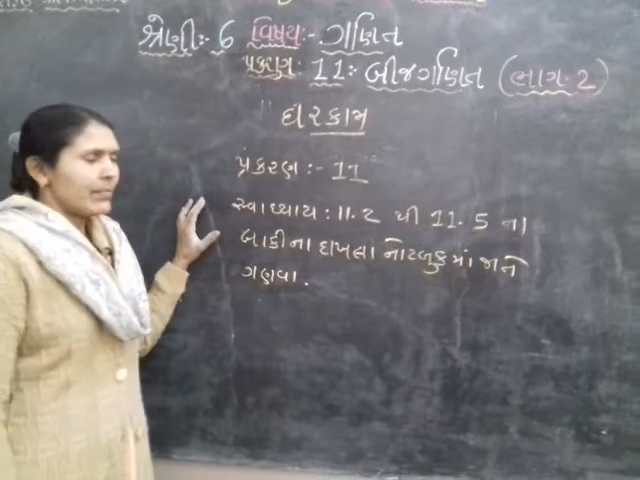 શ્રેણી:- 6 વિષય:- ગણિત
પ્રકરણ: 11:- બીજગણિત (ભાગ-2)
ઘરકામ
પ્રકરણ :- 11
સ્વાધ્યાય : 11.2 થી 11.5 ના
બાકીના દાખલા નોટબુકમાં જાતે
ગણવા.